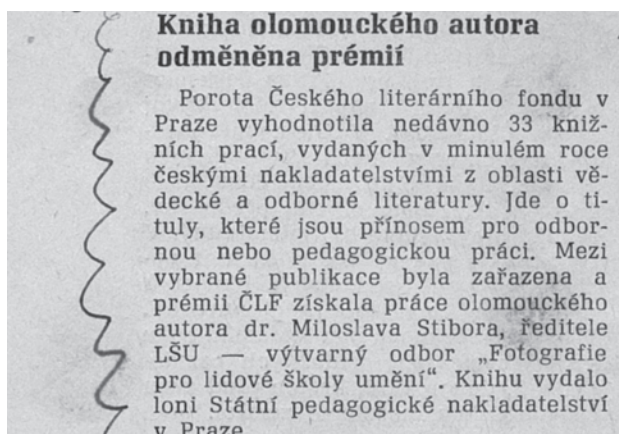 Kniha olomouckého autora
odměněna prémií
Porota Českého literárního fondu v
Praze vyhodnotila nedávno 33 kniž-
ních prací, vydaných v minulém roce
českými nakladatelstvími z oblasti vě-
decké a odborné literatury. Jde o ti-
tuly, které jsou přínosem pro odbor-
nou nebo pedagogickou práci. Mezi
vybrané publikace byla zařazena a
prémii ČLF získala práce olomouckého
autora dr. Miloslava Stibora, ředitele
LŠU — výtvarný odbor „Fotografie
pro lidové školy umění“. Knihu vydalo
loni Státní pedagogické nakladatelství
v Praze.